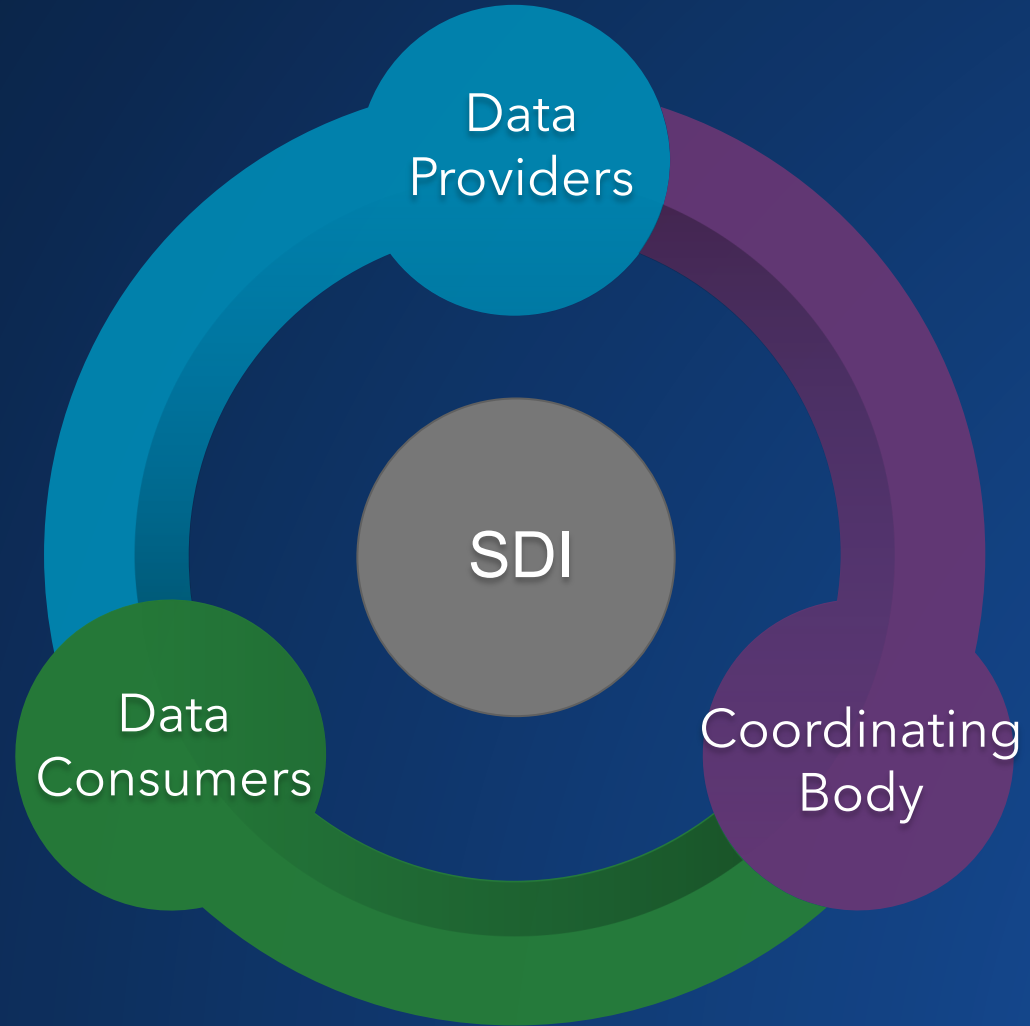 Data
Providers
SDI
Data
Consumers
Coordinating
Body